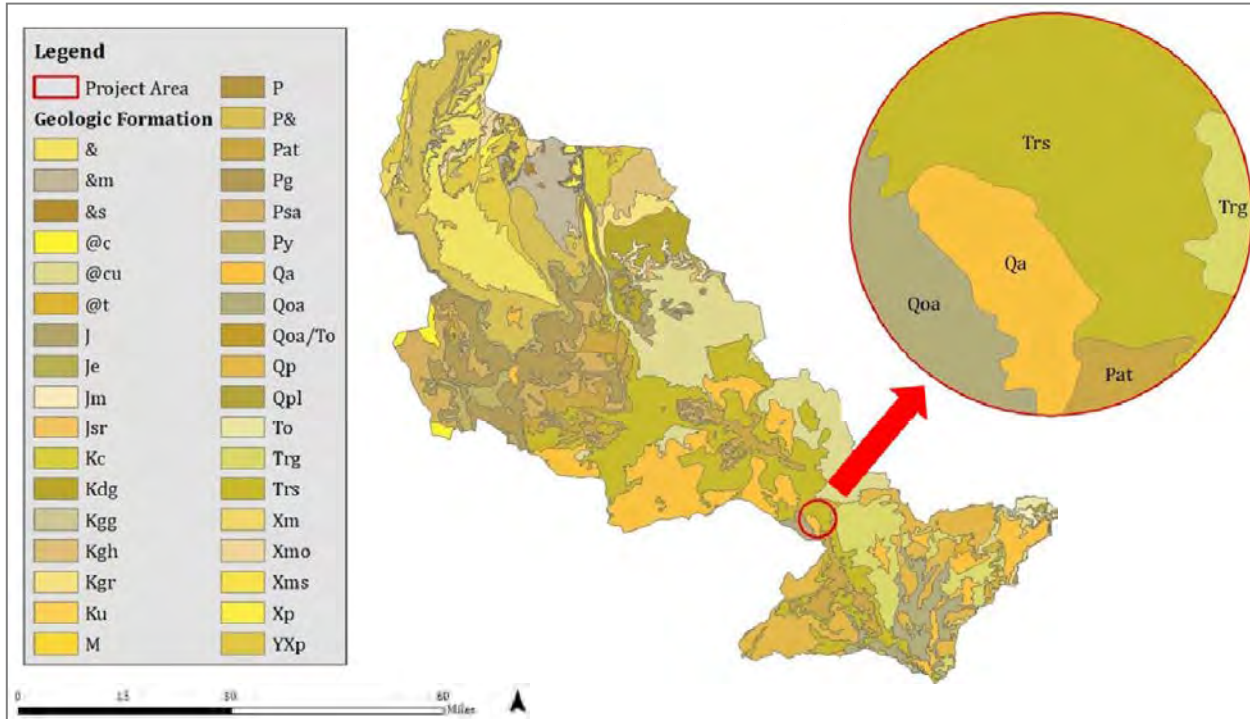 Legend
Project Area
Geologic Formation
&
&m
&s
@c
@cu
@t
J
Je
Jm
Jsr
Kc
Kdg
Kgg
Kgh
Kgr
Ku
M
P
P&
Pat
Pg
Psa
Py
Qa
Qoa
Qoa/To
Qp
Qpl
To
Trg
Trs
Xm
Xmo
Xms
Xp
YXp
Trs
Trg
Qa
Qoa
Pat
0 15 30 60
Miles